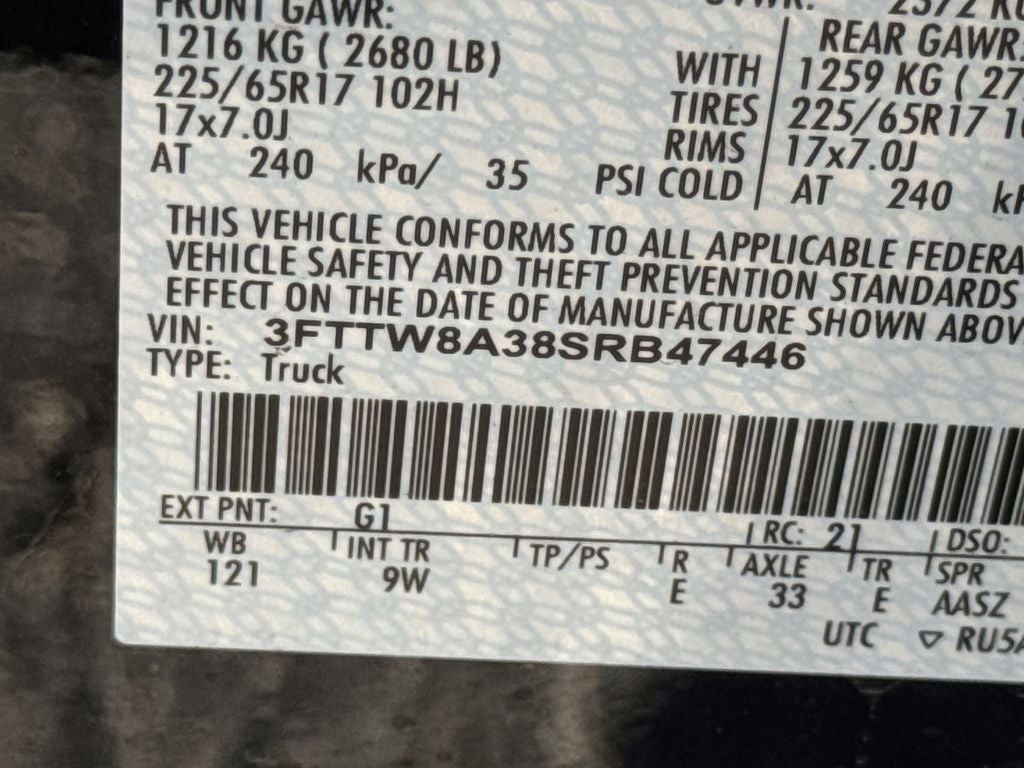 FRONT GAWR:
1216 KG ( 2680 LB)
225/65R17 102H
17x7.0J
AT 240 kPa/ 35 PSI COLD
WITH
TIRES
RIMS
REAR GAWR:
1259 KG ( 27
225/65R17 10
17x7.0J
AT 240 kP
THIS VEHICLE CONFORMS TO ALL APPLICABLE FEDERA
VEHICLE SAFETY AND THEFT PREVENTION STANDARDS
EFFECT ON THE DATE OF MANUFACTURE SHOWN ABOV
VIN: 3FTTW8A38SRB47446
TYPE: Truck
EXT PNT: G1 RC: 21 DSO:
WB INT TR TP/PS R AXLE TR SPR
121 9W E 33 E AASZ
UTC ▽ RU5A